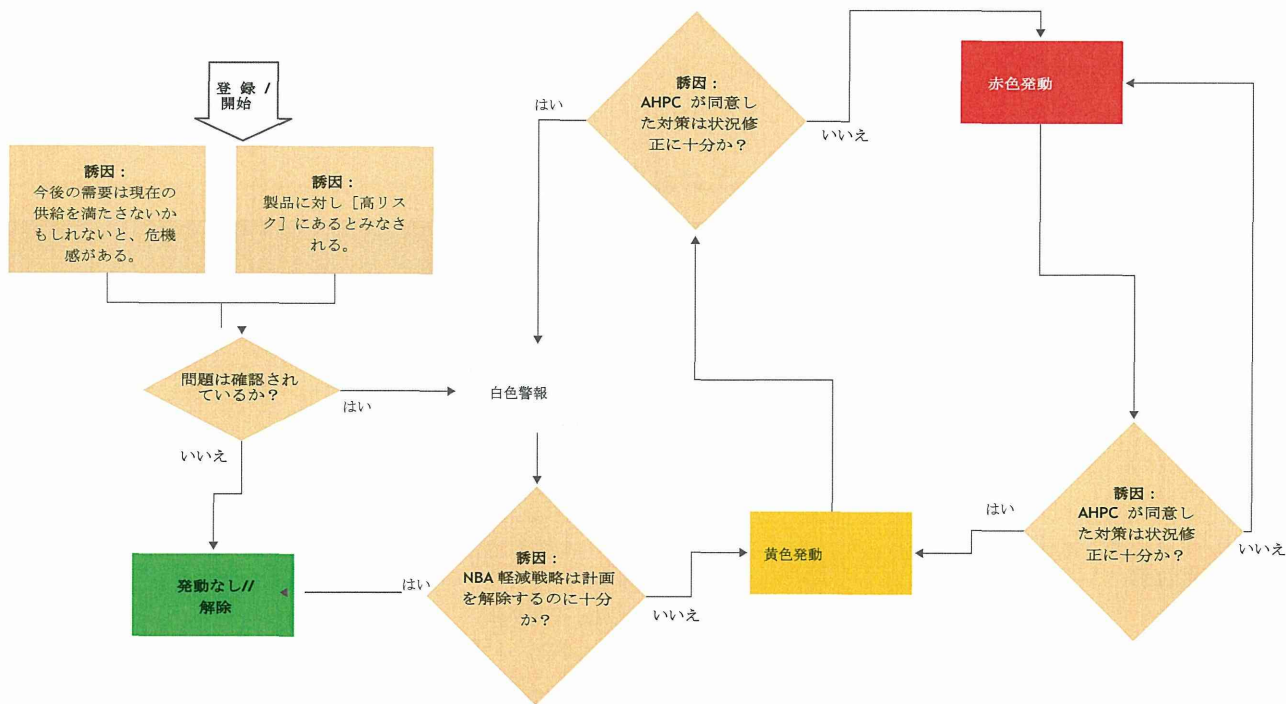 登 録 /
開始
誘因：
今後の需要は現在の
供給を満たさないか
もしれないと、危機
感がある。
誘因：
製品に対し［高リス
ク］にあるとみなさ
れる。
問題は確認され
ているか？
はい
いいえ
発動なし//
解除
白色警報
誘因：
NBA 軽減戦略は計画
を解除するのに十分
か？
はい
いいえ
黄色発動
誘因：
AHPC が同意し
た対策は状況修
正に十分か？
はい
いいえ
赤色発動
誘因：
AHPC が同意し
た対策は状況修
正に十分か？
はい
いいえ